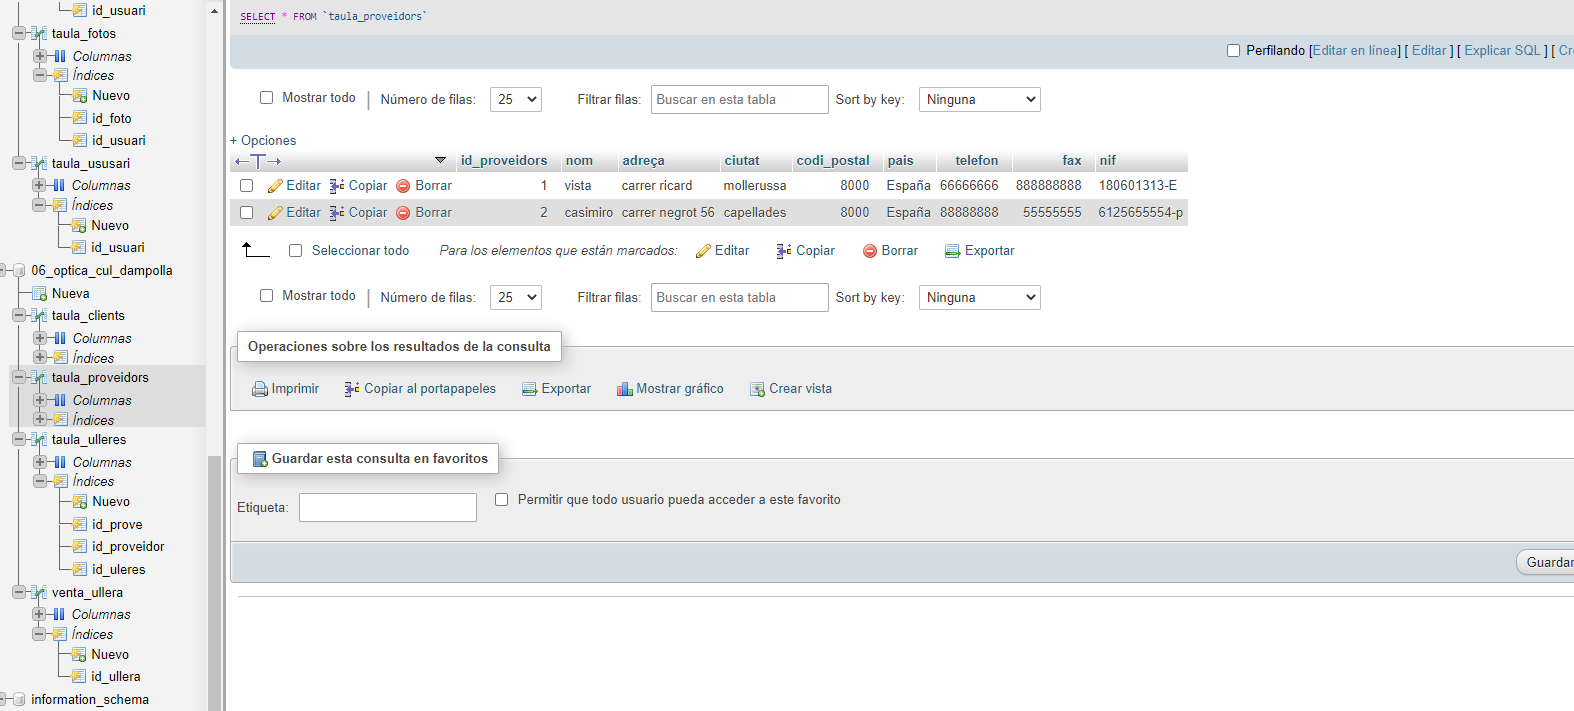 id_usuari
taula_fotos
Columnas
Índices
Nuevo
id_foto
id_usuari
taula_ususari
Columnas
Índices
Nuevo
id_usuari
06_optica_cul_dampolla
Nueva
taula_clients
Columnas
Índices
taula_proveidors
Columnas
Índices
taula_ulleres
Columnas
Índices
Nuevo
id_prove
id_proveidor
id_uleres
venta_ullera
Columnas
Índices
Nuevo
id_ullera
information_schema
SELECT * FROM `taula_proveidors`
Perfilando [Editar en línea] [ Editar ] [ Explicar SQL ] [ Cr
Mostrar todo | Número de filas: 25 Filtrar filas: Buscar en esta tabla Sort by key: Ninguna
+ Opciones
←T→ id_proveidors nom adreça ciutat codi_postal pais telefon fax nif
Editar Copiar Borrar 1 vista carrer ricard mollerussa 8000 España 66666666 888888888 180601313-E
Editar Copiar Borrar 2 casimiro carrer negrot 56 capellades 8000 España 88888888 55555555 6125655554-p
Seleccionar todo Para los elementos que están marcados: Editar Copiar Borrar Exportar
Mostrar todo | Número de filas: 25 Filtrar filas: Buscar en esta tabla Sort by key: Ninguna
Operaciones sobre los resultados de la consulta
Imprimir Copiar al portapapeles Exportar Mostrar gráfico Crear vista
Guardar esta consulta en favoritos
Etiqueta: Permitir que todo usuario pueda acceder a este favorito
Guardar